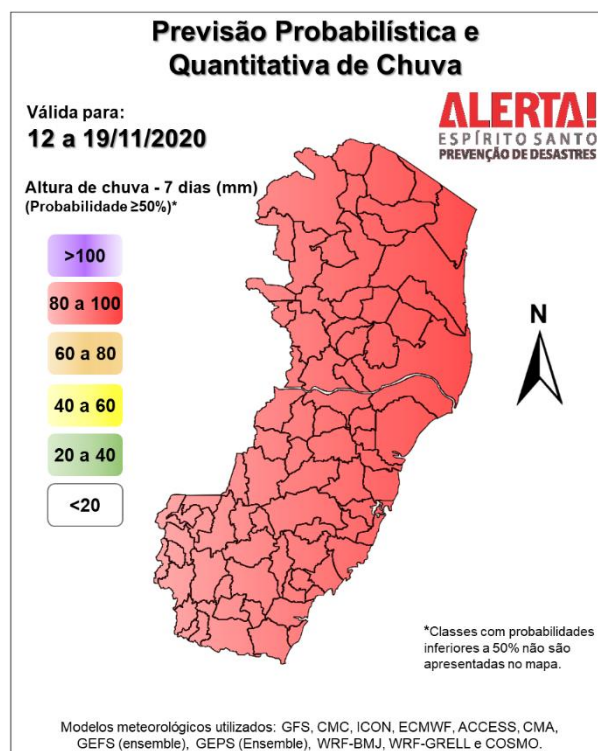 Previsão Probabilística e
Quantitativa de Chuva
Válida para:
12 a 19/11/2020
ALERTA!
ESPÍRITO SANTO
PREVENÇÃO DE DESASTRES
Altura de chuva - 7 dias (mm)
(Probabilidade ≥50%)*
>100
80 a 100
60 a 80
40 a 60
20 a 40
<20
N
*Classes com probabilidades
inferiores a 50% não são
apresentadas no mapa.
Modelos meteorológicos utilizados: GFS, CMC, ICON, ECMWF, ACCESS, CMA,
GEFS (ensemble), GEPS (Ensemble), WRF-BMJ, WRF-GRELL e COSMO.